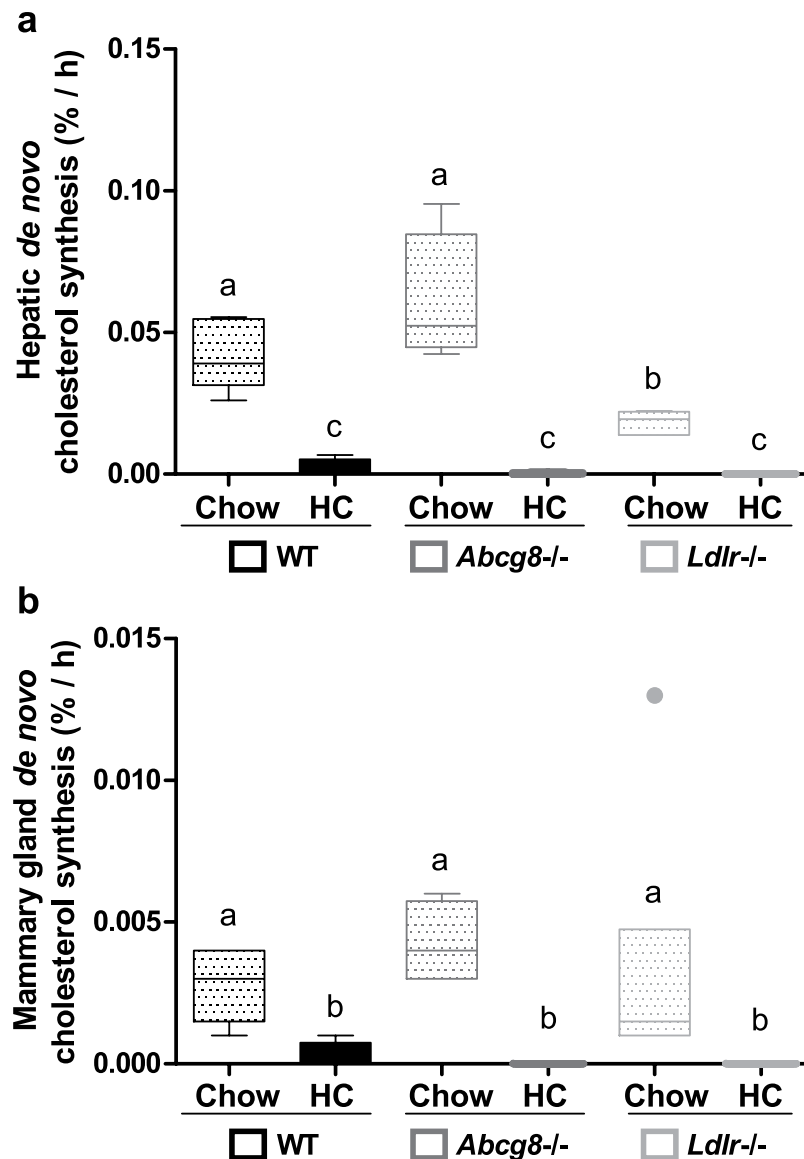 a
Hepatic de novo
cholesterol synthesis (% / h)
0.15
0.10
0.05
0.00
a
c
a
c
b
c
Chow HC Chow HC Chow HC
WT Abcg8-/- Ldlr-/-
b
Mammary gland de novo
cholesterol synthesis (% / h)
0.015
0.010
0.005
0.000
a
b
a
b
a
b
Chow HC Chow HC Chow HC
WT Abcg8-/- Ldlr-/-